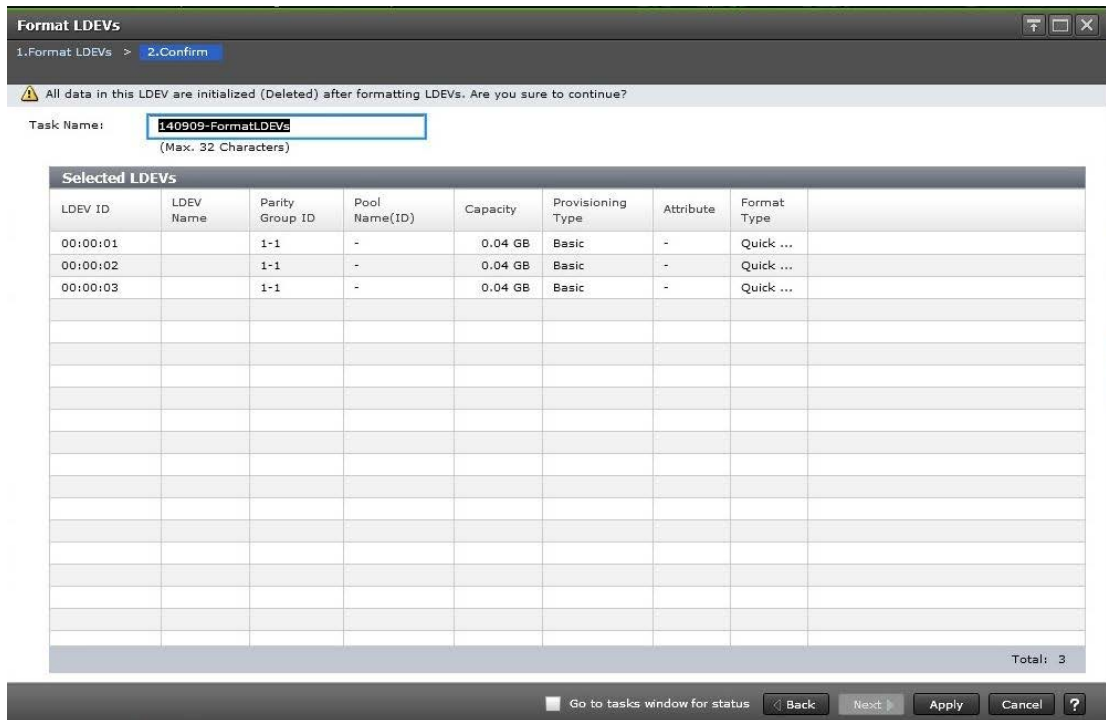 Format LDEVs
1.Format LDEVs > 2.Confirm
All data in this LDEV are initialized (Deleted) after formatting LDEVs. Are you sure to continue?
Task Name: 140909-FormatLDEVs
(Max. 32 Characters)
Selected LDEVs
LDEV ID LDEV Name Parity Group ID Pool Name(ID) Capacity Provisioning Type Attribute Format Type
00:00:01 1-1 - 0.04 GB Basic - Quick ...
00:00:02 1-1 - 0.04 GB Basic - Quick ...
00:00:03 1-1 - 0.04 GB Basic - Quick ...
Total: 3
Go to tasks window for status Back Next Apply Cancel ?